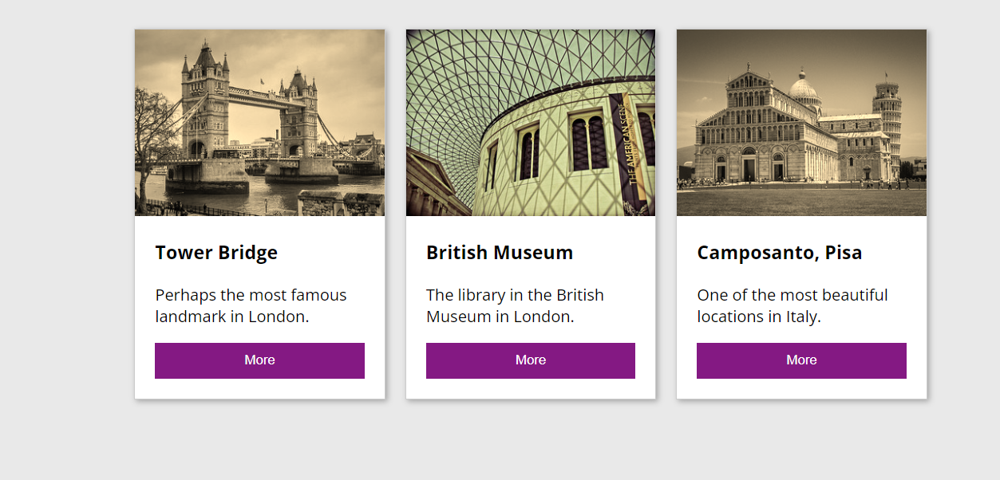 THE AMERICAN SCENE
Tower Bridge
Perhaps the most famous
landmark in London.
More
British Museum
The library in the British
Museum in London.
More
Camposanto, Pisa
One of the most beautiful
locations in Italy.
More